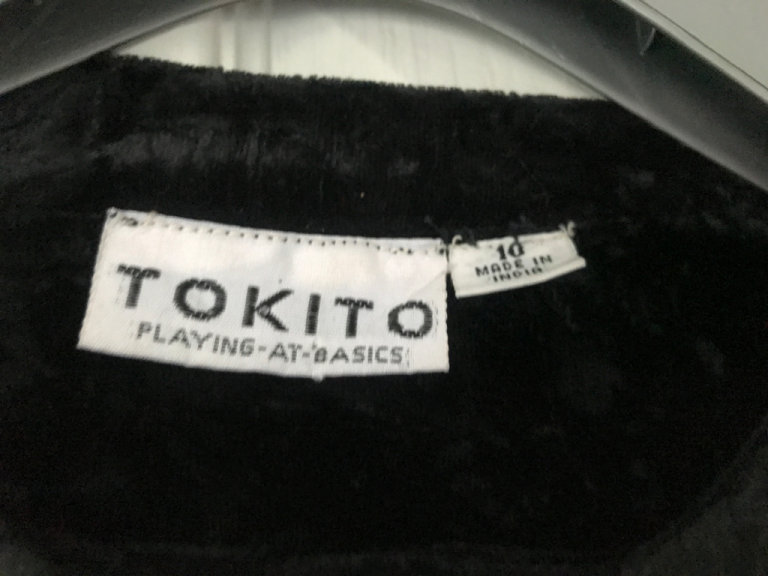 TOKITO
PLAYING-AT-BASICS
10
MADE IN
INDIA